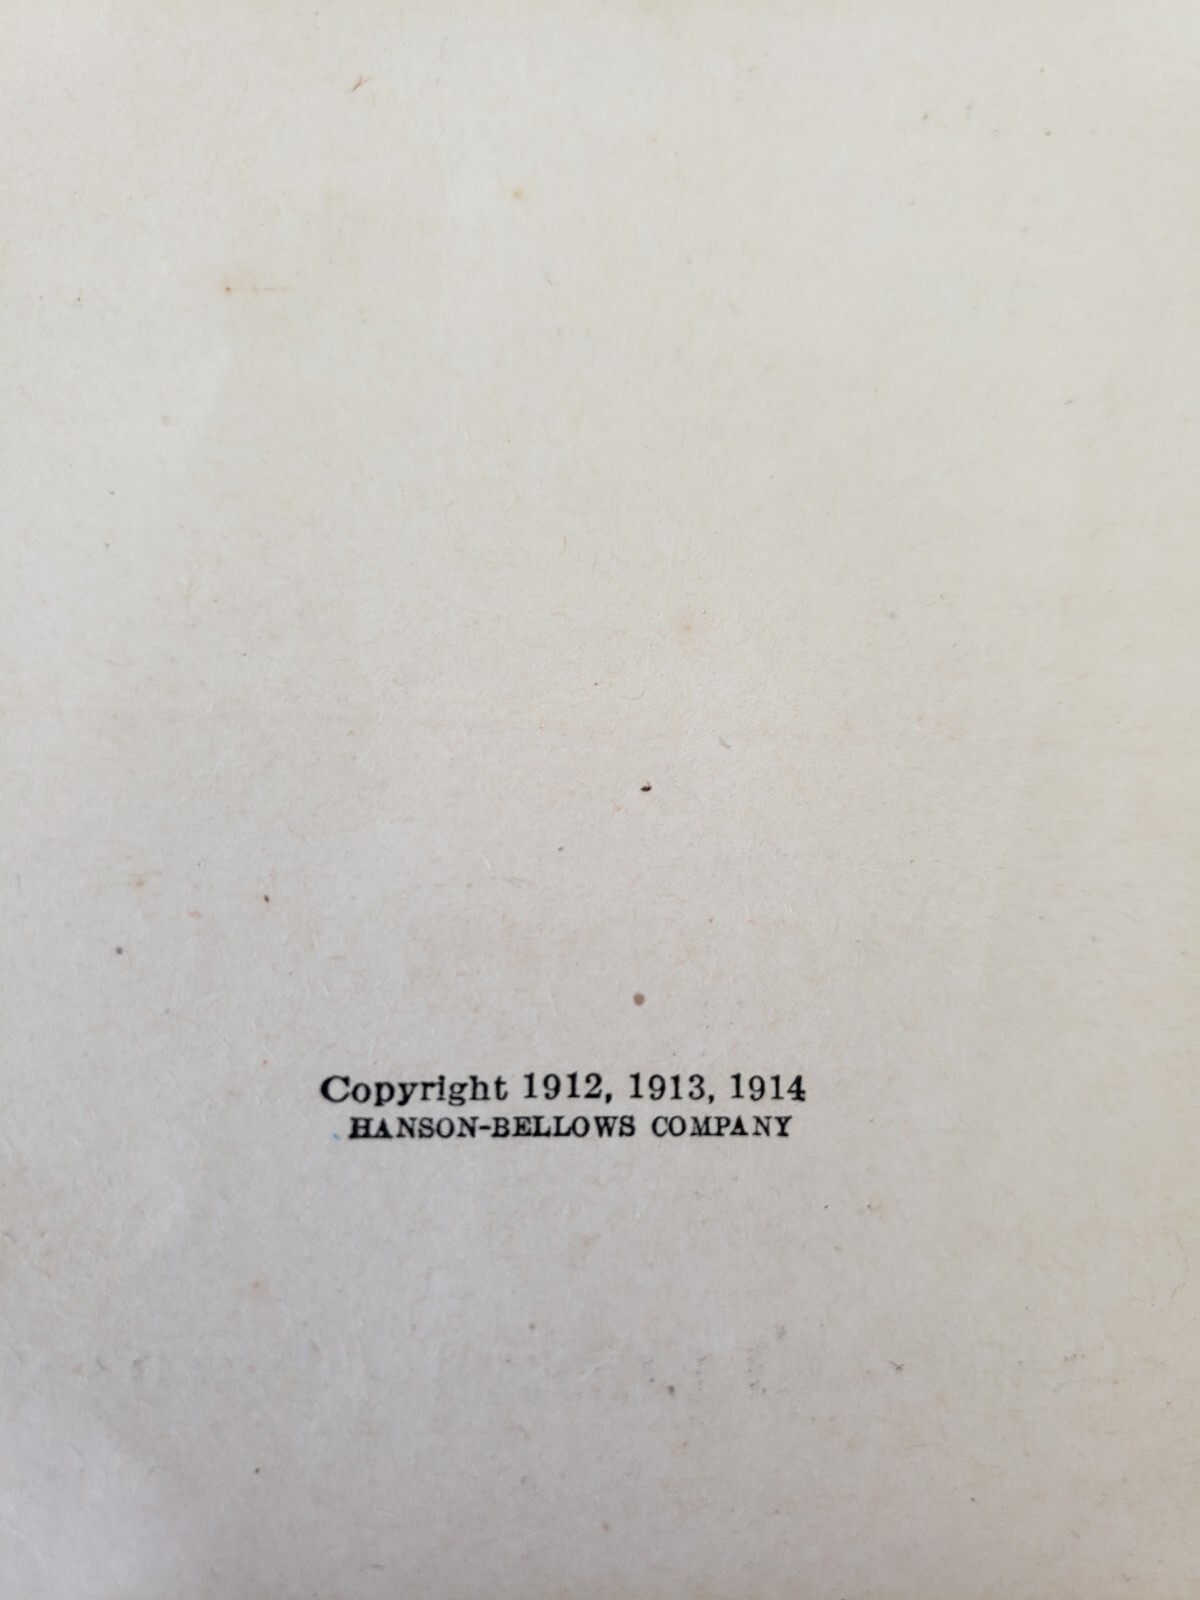 Copyright 1912, 1913, 1914
HANSON-BELLOWS COMPANY